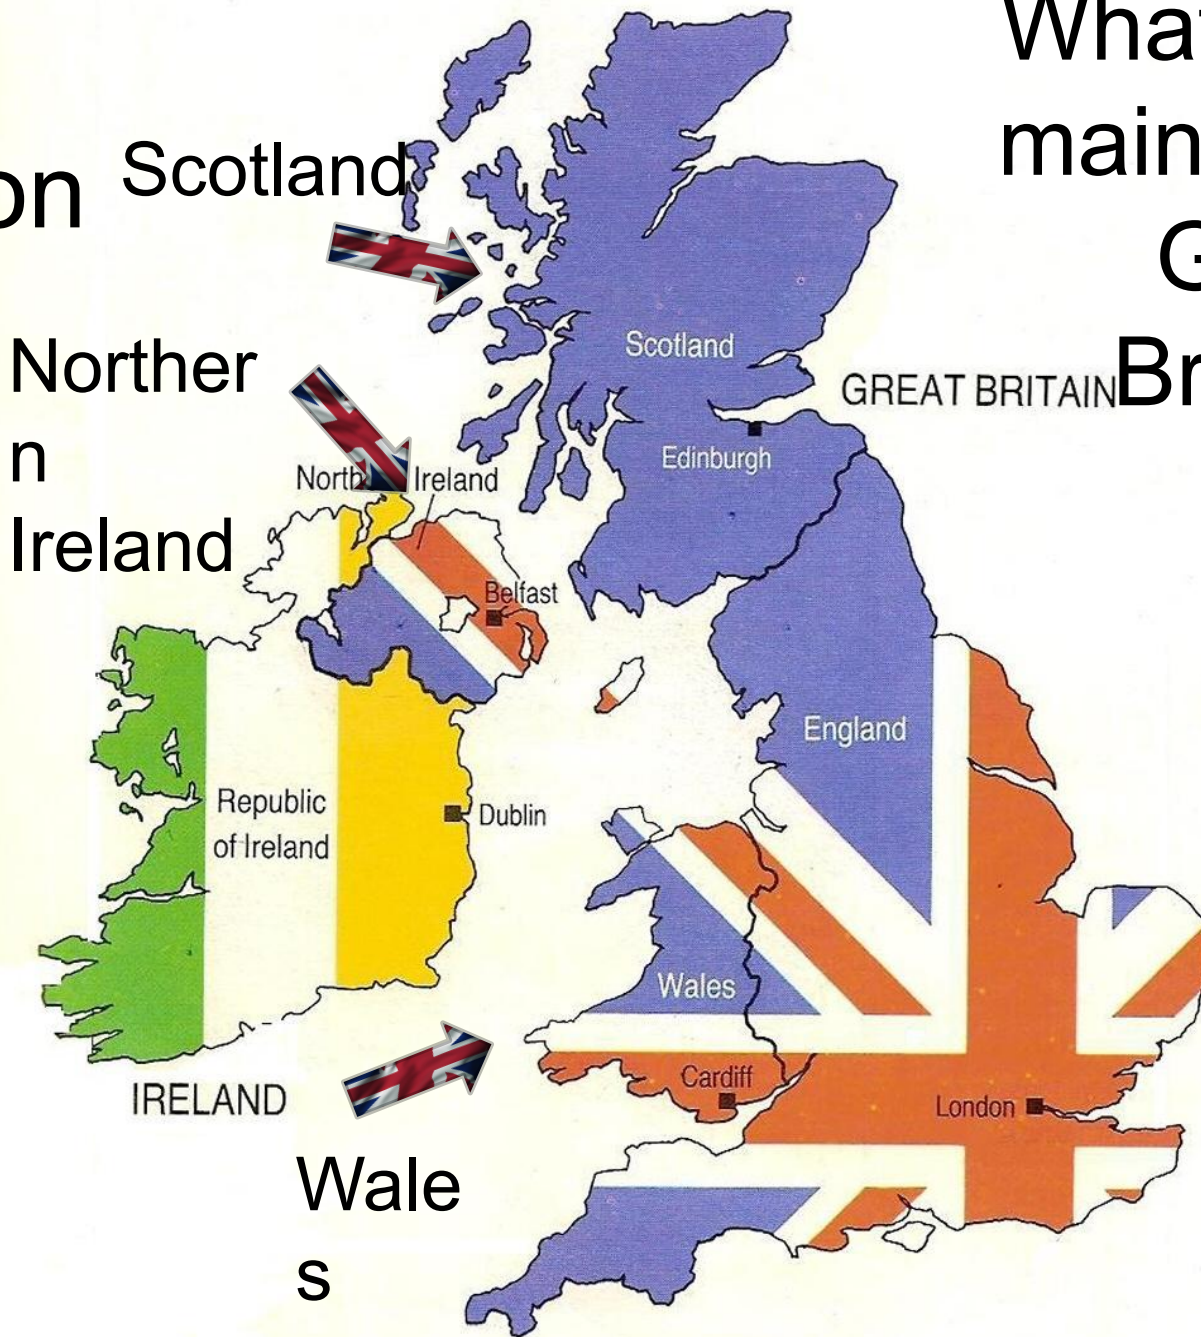 What
main
G
Br
on
Scotland
Norther
n
Ireland
Scotland
GREAT BRITAIN
Edinburgh
North Ireland
Belfast
England
Republic
of Ireland
Dublin
Wales
Cardiff
London
IRELAND
Wale
s